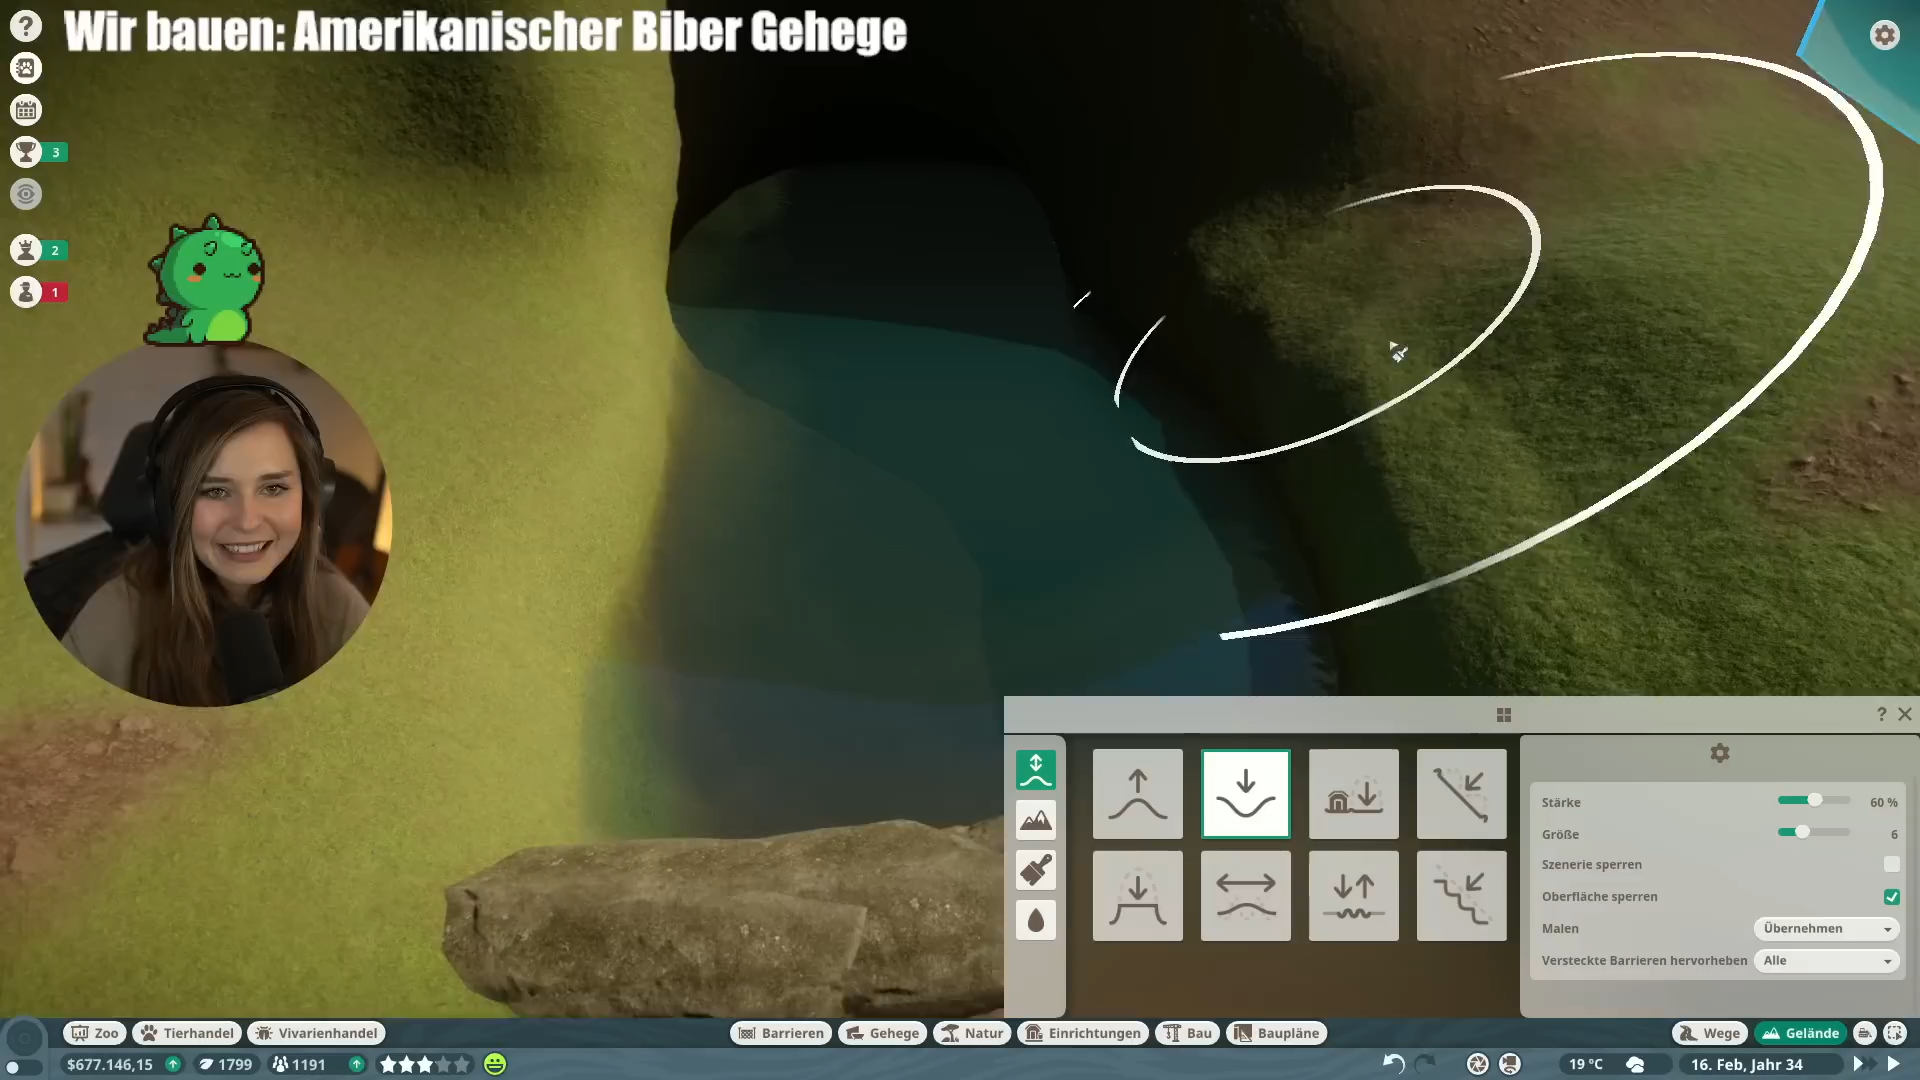 Wir bauen: Amerikanischer Biber Gehege
?
3
2
1
?
Stärke
60 %
Größe
6
Szenerie sperren
Oberfläche sperren
Malen
Übernehmen
Versteckte Barrieren hervorheben
Alle
Zoo
Tierhandel
Vivarienhandel
Barrieren
Gehege
Natur
Einrichtungen
Bau
Baupläne
Wege
Gelände
$677.146,15
1799
1191
19 °C
16. Feb, Jahr 34